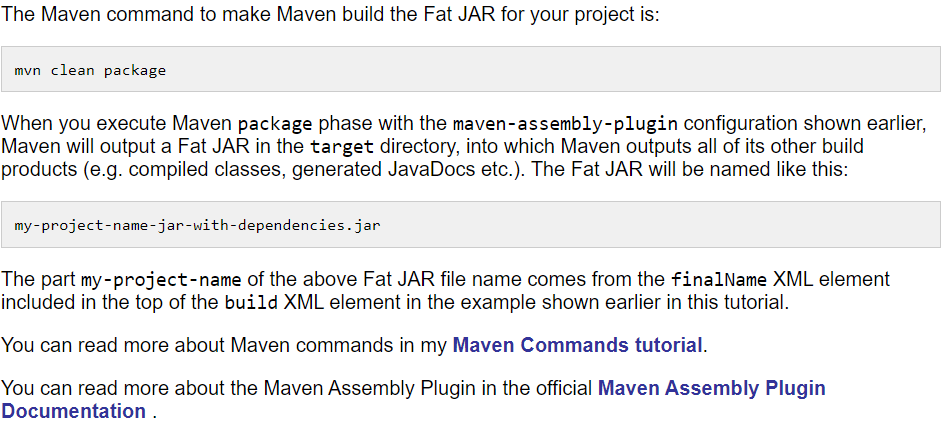 The Maven command to make Maven build the Fat JAR for your project is:
mvn clean package
When you execute Maven package phase with the maven-assembly-plugin configuration shown earlier,
Maven will output a Fat JAR in the target directory, into which Maven outputs all of its other build
products (e.g. compiled classes, generated JavaDocs etc.). The Fat JAR will be named like this:
my-project-name-jar-with-dependencies.jar
The part my-project-name of the above Fat JAR file name comes from the finalName XML element
included in the top of the build XML element in the example shown earlier in this tutorial.
You can read more about Maven commands in my Maven Commands tutorial.
You can read more about the Maven Assembly Plugin in the official Maven Assembly Plugin
Documentation .